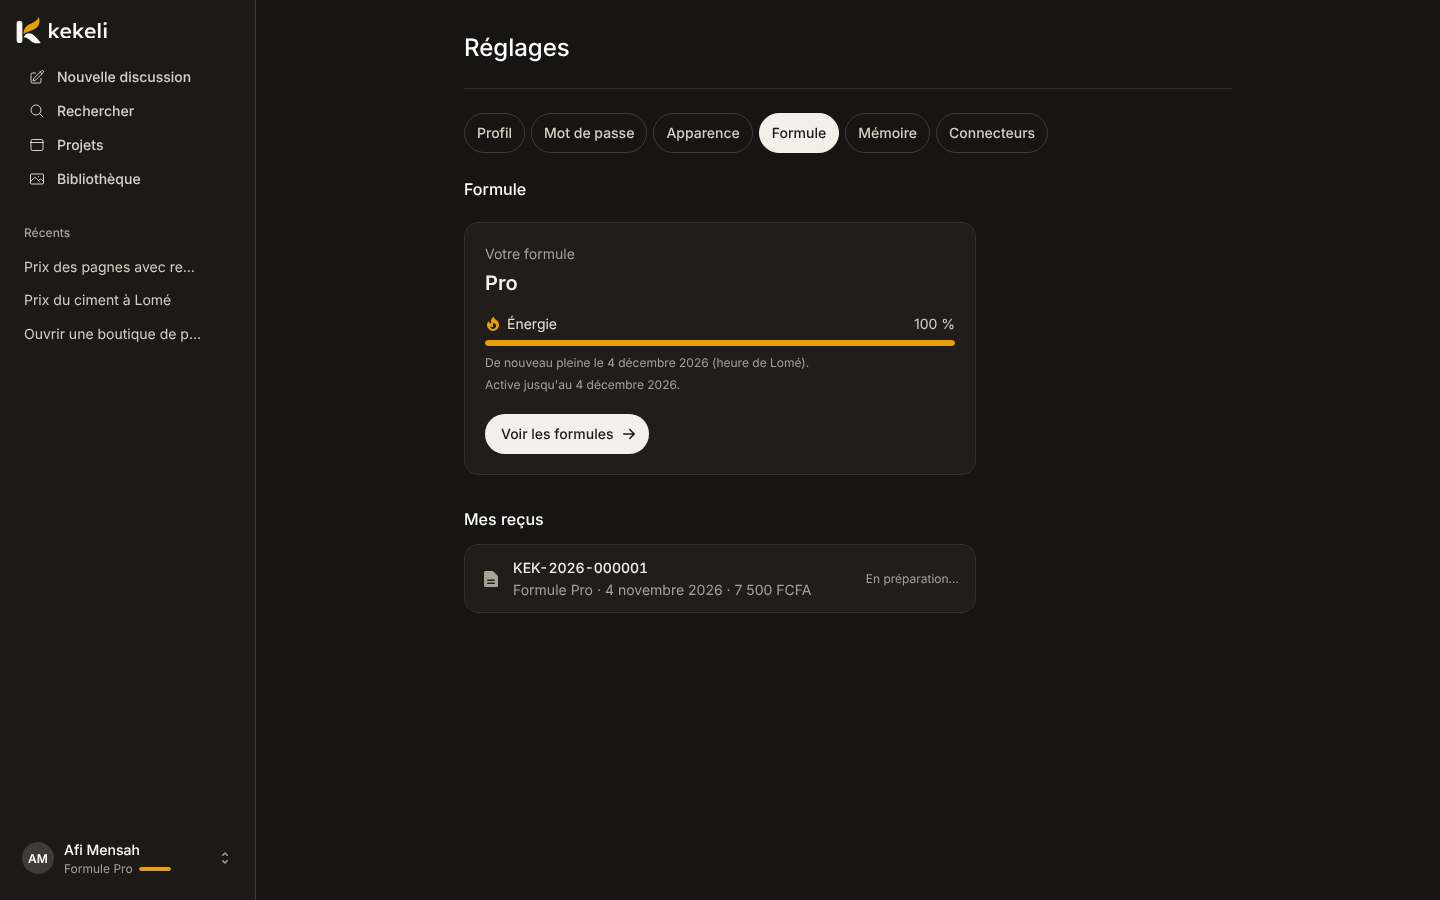 kekeli
Nouvelle discussion
Rechercher
Projets
Bibliothèque
Récents
Prix des pagnes avec re...
Prix du ciment à Lomé
Ouvrir une boutique de p...
AM
Afi Mensah
Formule Pro
Réglages
Profil
Mot de passe
Apparence
Formule
Mémoire
Connecteurs
Formule
Votre formule
Pro
Énergie
100 %
De nouveau pleine le 4 décembre 2026 (heure de Lomé).
Active jusqu'au 4 décembre 2026.
Voir les formules
Mes reçus
KEK-2026-000001
Formule Pro · 4 novembre 2026 · 7 500 FCFA
En préparation...